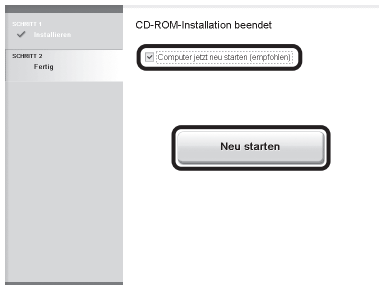 SCHRITT 1
Installieren
SCHRITT 2
Fertig
CD-ROM-Installation beendet
Computer jetzt neu starten (empfohlen):
Neu starten